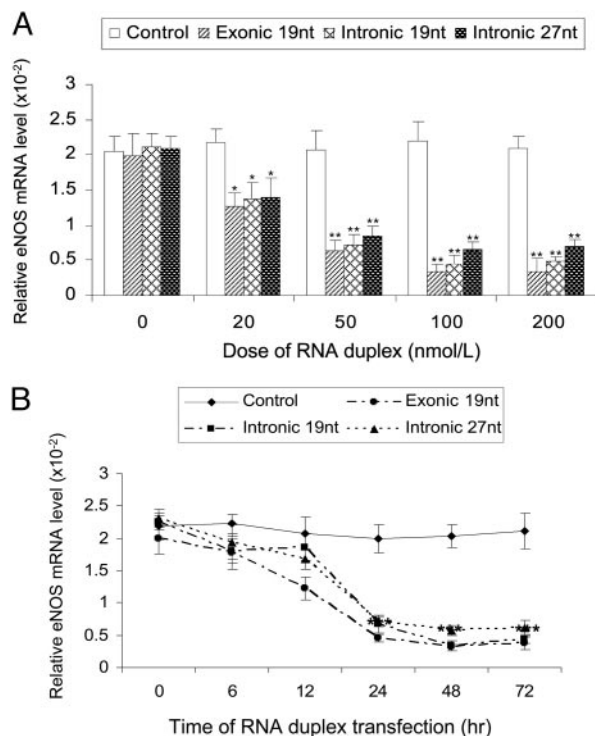 A
Control Exonic 19nt Intronic 19nt Intronic 27nt
Relative eNOS mRNA level (x10-2)
3
2.5
2
1.5
1
0.5
0
* * *
** ** **
** ** **
** ** **
0 20 50 100 200
Dose of RNA duplex (nmol/L)
B
Control Exonic 19nt
Intronic 19nt Intronic 27nt
Relative eNOS mRNA level (x10-2)
3
2.5
2
1.5
1
0.5
0
*** *** ***
0 6 12 24 48 72
Time of RNA duplex transfection (hr)